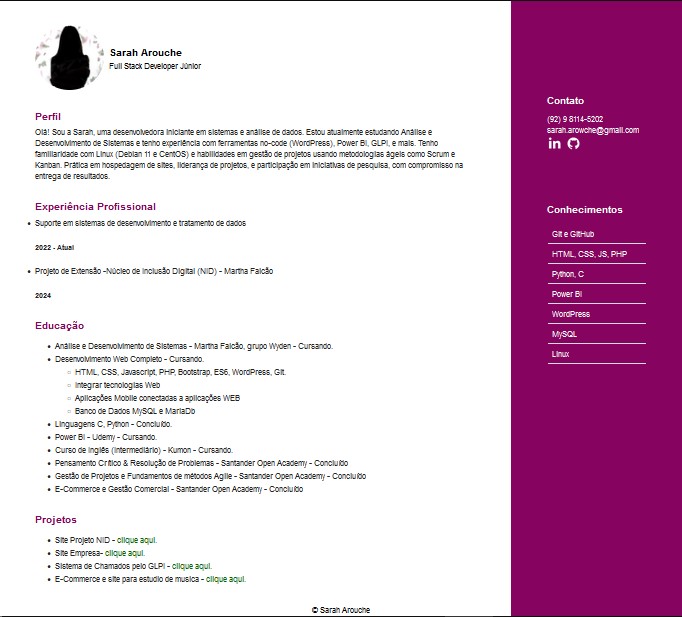 Sarah Arouche
Full Stack Developer Júnior
Perfil
Olá! Sou a Sarah, uma desenvolvedora iniciante em sistemas e análise de dados. Estou atualmente estudando Análise e
Desenvolvimento de Sistemas e tenho experiência com ferramentas no-code (WordPress), Power BI, GLPI, e mais. Tenho
familiaridade com Linux (Debian 11 e CentOS) e habilidades em gestão de projetos usando metodologias ágeis como Scrum e
Kanban. Prática em hospedagem de sites, liderança de projetos, e participação em iniciativas de pesquisa, com compromisso na
entrega de resultados.
Experiência Profissional
Suporte em sistemas de desenvolvimento e tratamento de dados
2022 - Atual
Projeto de Extensão -Núcleo de Inclusão Digital (NID) - Martha Falcão
2024
Educação
Análise e Desenvolvimento de Sistemas - Martha Falcão, grupo Wyden - Cursando.
Desenvolvimento Web Completo - Cursando.
HTML, CSS, Javascript, PHP, Bootstrap, ES6, WordPress, Git.
Integrar tecnologias Web
Aplicações Mobile conectadas a aplicações WEB
Banco de Dados MySQL e MariaDb
Linguagens C, Python - Concluído.
Power BI - Udemy - Cursando.
Curso de Inglês (Intermediário) - Kumon - Cursando.
Pensamento Crítico & Resolução de Problemas - Santander Open Academy - Concluído
Gestão de Projetos e Fundamentos de métodos Agile - Santander Open Academy - Concluído
E-Commerce e Gestão Comercial - Santander Open Academy - Concluído
Projetos
Site Projeto NID - clique aqui.
Site Empresa- clique aqui.
Sistema de Chamados pelo GLPI - clique aqui.
E-Commerce e site para estudio de musica - clique aqui.
Contato
(92) 9 8114-5202
sarah.arowche@gmail.com
in
Conhecimentos
Git e GitHub
HTML, CSS, JS, PHP
Python, C
Power BI
WordPress
MySQL
Linux
© Sarah Arouche